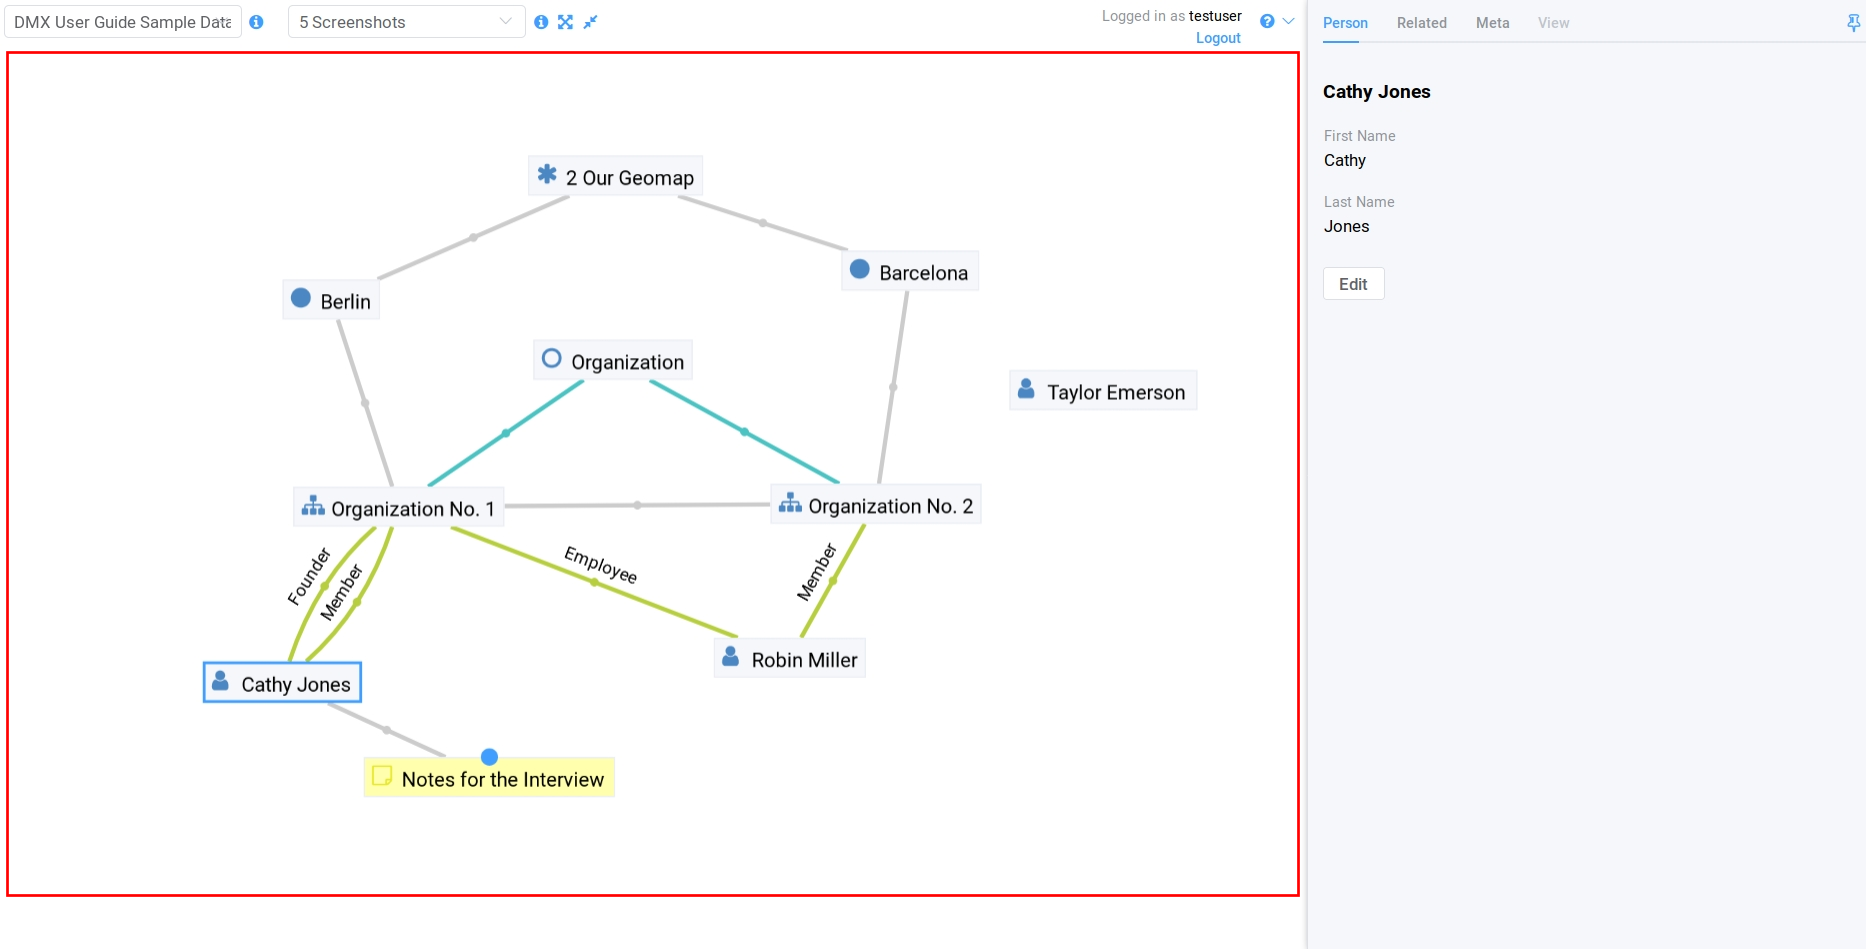 DMX User Guide Sample Data
5 Screenshots
Logged in as testuser
Logout
Person Related Meta View
Cathy Jones
First Name
Cathy
Last Name
Jones
Edit
2 Our Geomap
Barcelona
Berlin
Organization
Taylor Emerson
Organization No. 1
Organization No. 2
Founder
Member
Employee
Member
Robin Miller
Cathy Jones
Notes for the Interview